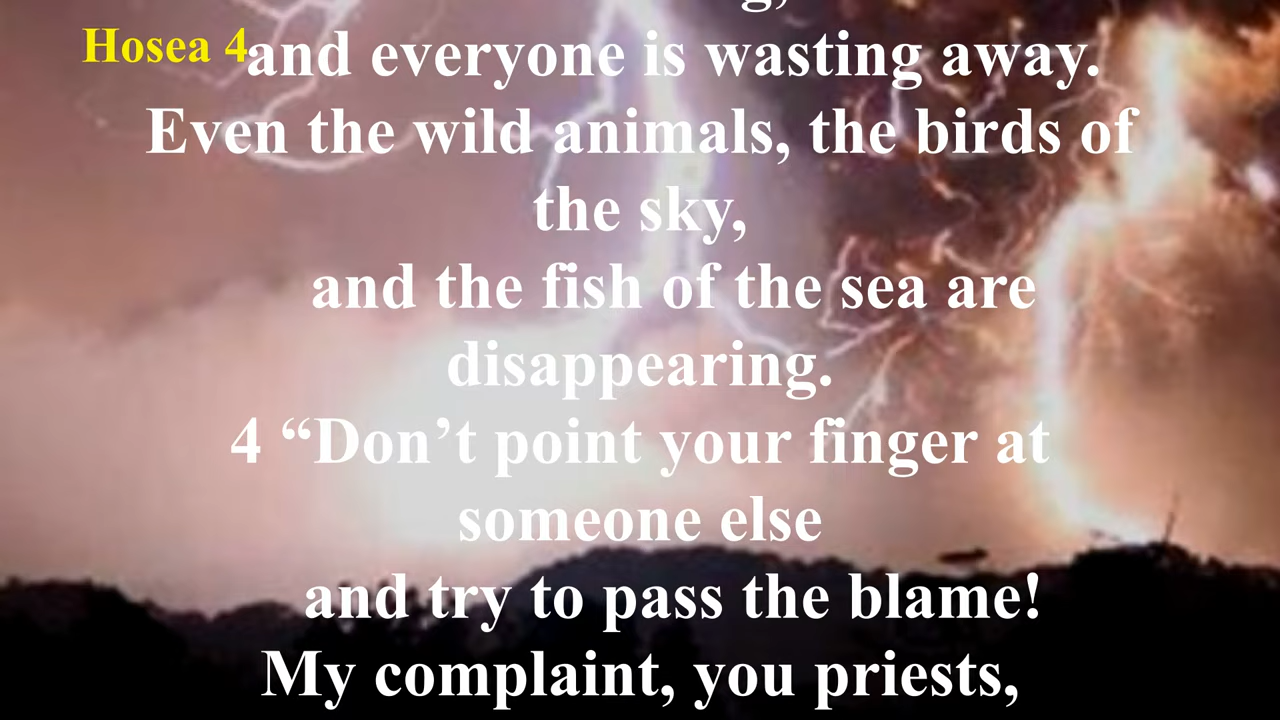 Hosea 4
and everyone is wasting away.
Even the wild animals, the birds of
the sky,
and the fish of the sea are
disappearing.
4 “Don’t point your finger at
someone else
and try to pass the blame!
My complaint, you priests,